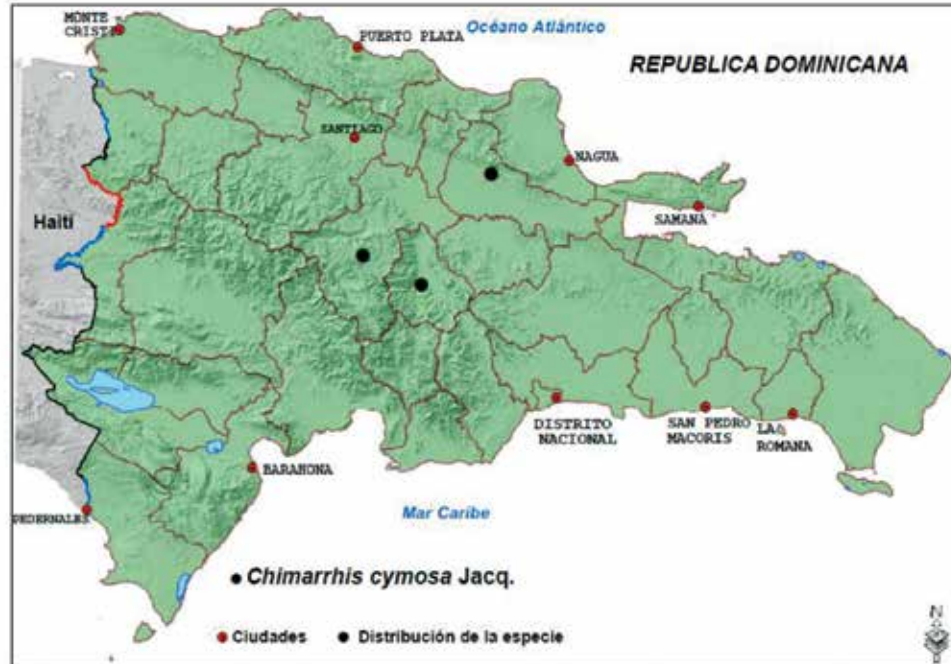 MONTE
CRISTI
PUERTO PLATA
Océano Atlántico
REPUBLICA DOMINICANA
SANTIAGO
NAGUA
SAMANÁ
Haití
DISTRITO
NACIONAL
SAN PEDRO
MACORIS
LA
ROMANA
BARAHONA
PEDERNALES
Mar Caribe
Chimarrhis cymosa Jacq.
Ciudades
Distribución de la especie
N